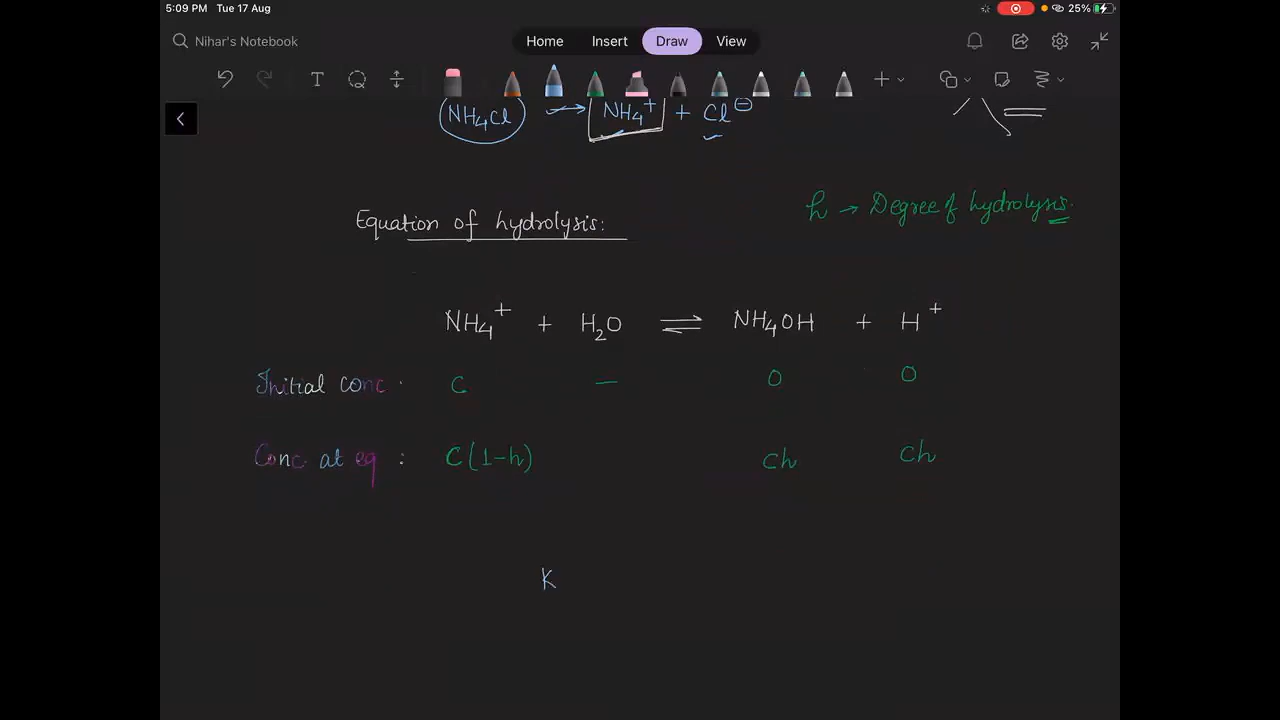 5:09 PM Tue 17 Aug 25%
Nihar's Notebook Home Insert Draw View
T
NH₄Cl → NH₄⁺ + Cl⊖
h → Degree of hydrolysis.
Equation of hydrolysis:
NH₄⁺ + H₂O ⇌ NH₄OH + H⁺
Initial conc. C — 0 0
Conc. at eq : C(1-h) Ch Ch
K